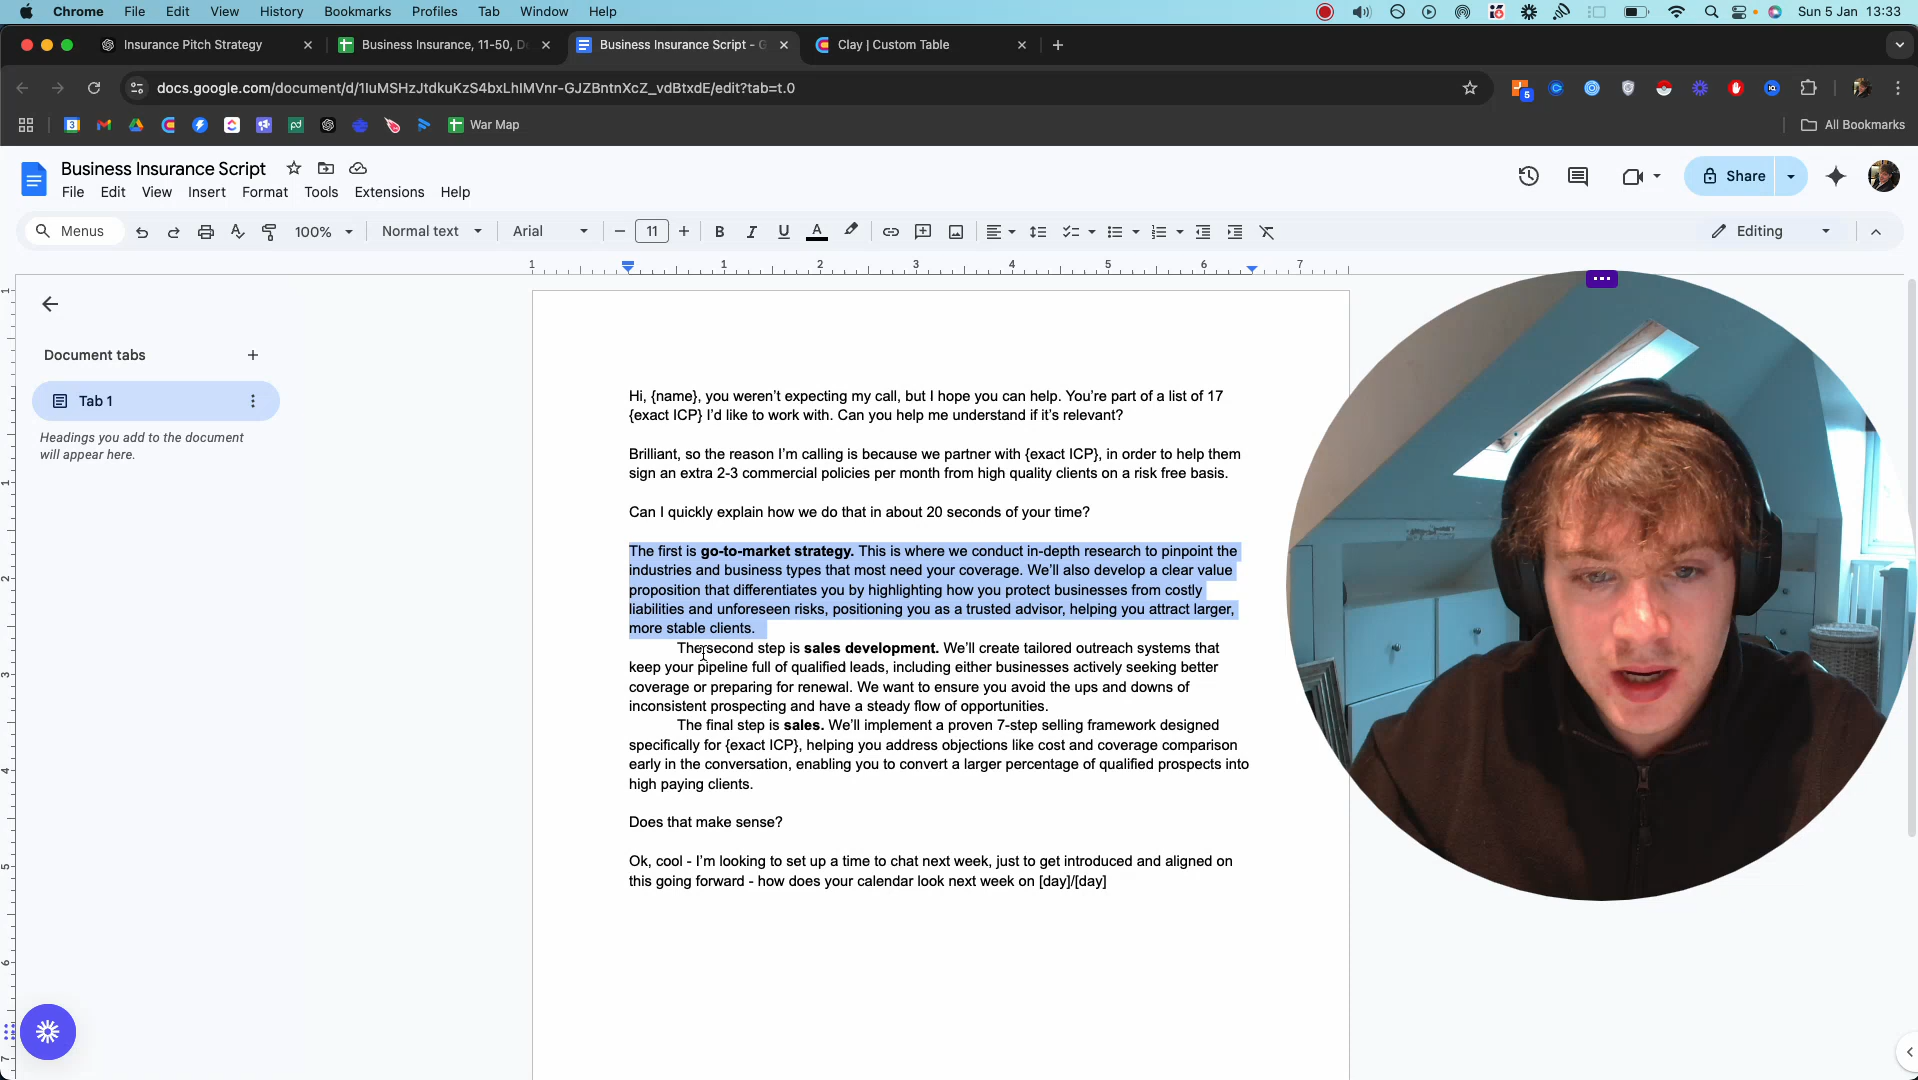 Chrome File Edit View History Bookmarks Profiles Tab Window Help Sun 5 Jan 13:33
Insurance Pitch Strategy Business Insurance, 11-50, D Business Insurance Script - G Clay | Custom Table
docs.google.com/document/d/1IuMSHzJtdkuKzS4bxLhIMVnr-GJZBntnXcZ_vdBtxdE/edit?tab=t.0
5
War Map All Bookmarks
Business Insurance Script
File Edit View Insert Format Tools Extensions Help
Share
Menus 100% Normal text Arial 11 B I U A Editing
1 1 2 3 4 5 6 7
Document tabs
Tab 1
Headings you add to the document
will appear here.
1
1
2
3
4
5
6
7
Hi, {name}, you weren’t expecting my call, but I hope you can help. You’re part of a list of 17
{exact ICP} I’d like to work with. Can you help me understand if it’s relevant?
Brilliant, so the reason I’m calling is because we partner with {exact ICP}, in order to help them
sign an extra 2-3 commercial policies per month from high quality clients on a risk free basis.
Can I quickly explain how we do that in about 20 seconds of your time?
The first is go-to-market strategy. This is where we conduct in-depth research to pinpoint the
industries and business types that most need your coverage. We’ll also develop a clear value
proposition that differentiates you by highlighting how you protect businesses from costly
liabilities and unforeseen risks, positioning you as a trusted advisor, helping you attract larger,
more stable clients.
The second step is sales development. We’ll create tailored outreach systems that
keep your pipeline full of qualified leads, including either businesses actively seeking better
coverage or preparing for renewal. We want to ensure you avoid the ups and downs of
inconsistent prospecting and have a steady flow of opportunities.
The final step is sales. We’ll implement a proven 7-step selling framework designed
specifically for {exact ICP}, helping you address objections like cost and coverage comparison
early in the conversation, enabling you to convert a larger percentage of qualified prospects into
high paying clients.
Does that make sense?
Ok, cool - I’m looking to set up a time to chat next week, just to get introduced and aligned on
this going forward - how does your calendar look next week on [day]/[day]